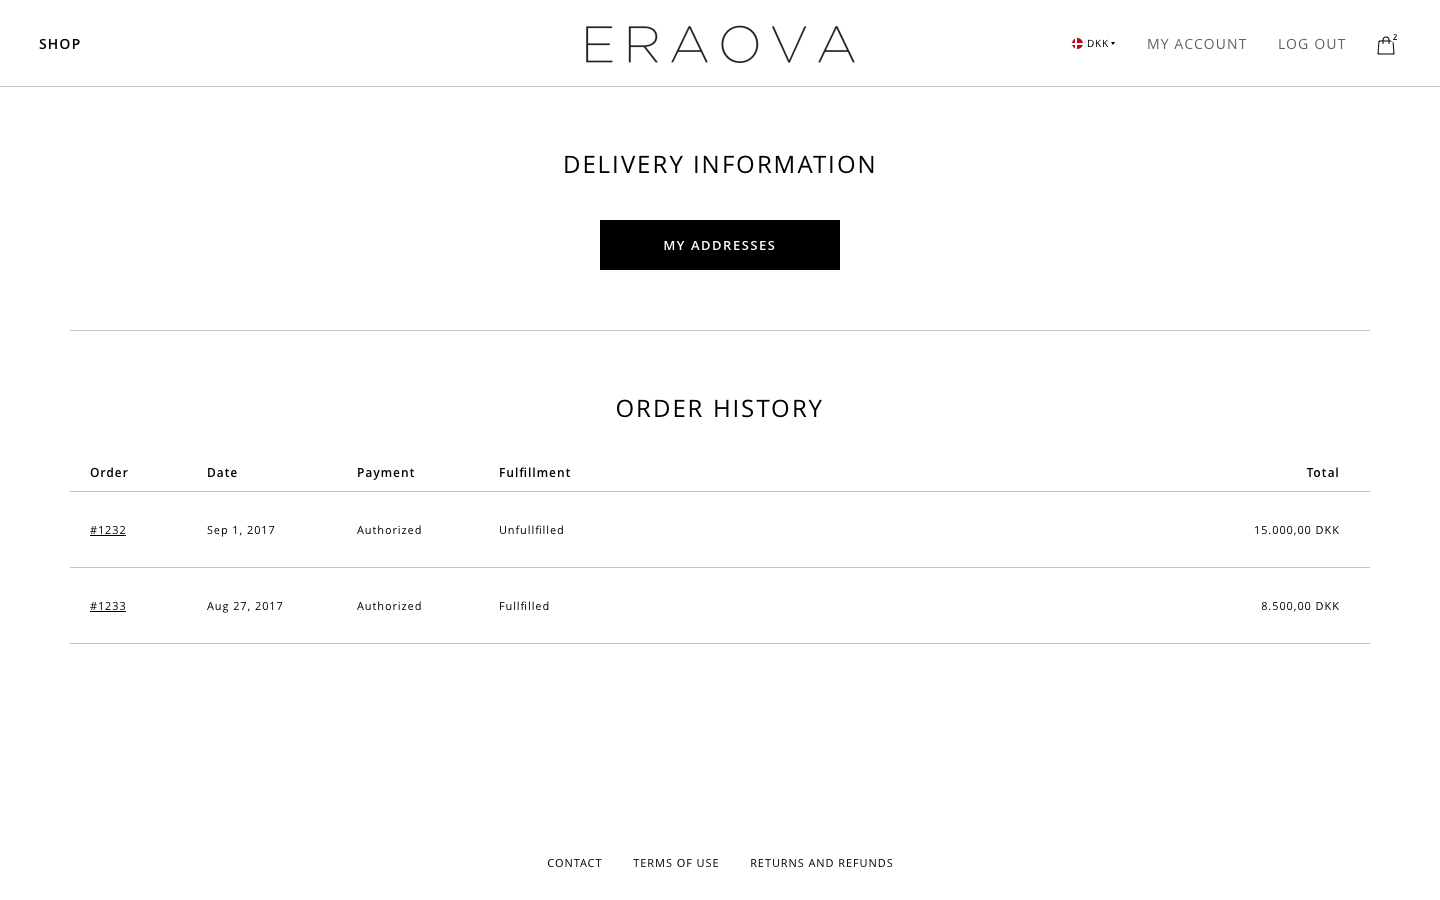 SHOP
ERAOVA
DKK
MY ACCOUNT
LOG OUT
2
DELIVERY INFORMATION
MY ADDRESSES
ORDER HISTORY
Order Date Payment Fulfillment Total
#1232 Sep 1, 2017 Authorized Unfullfilled 15.000,00 DKK
#1233 Aug 27, 2017 Authorized Fullfilled 8.500,00 DKK
CONTACT TERMS OF USE RETURNS AND REFUNDS